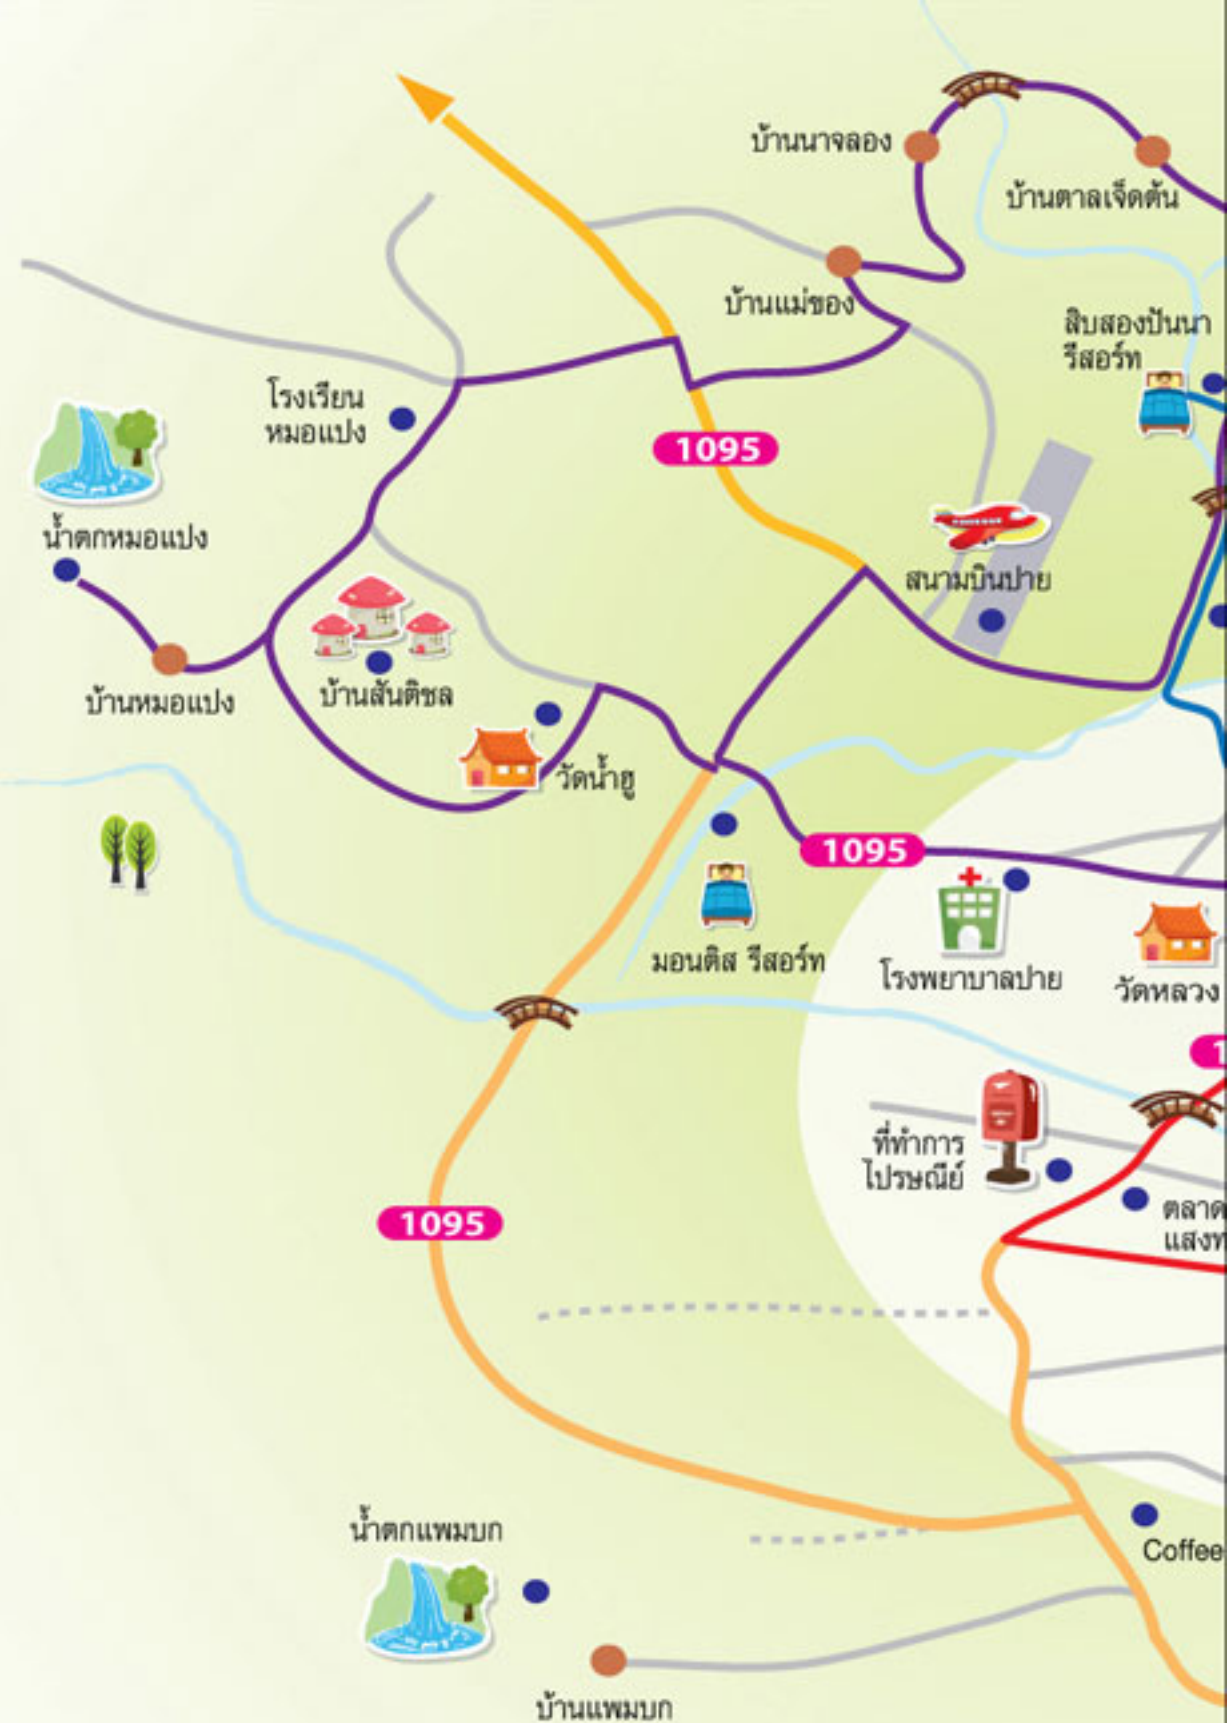 บ้านนาจลอง
บ้านตาลเจ็ดต้น
บ้านแม่ของ
สิบสองปันนา
รีสอร์ท
โรงเรียน
หมอแปง
1095
น้ำตกหมอแปง
สนามบินปาย
บ้านหมอแปง
บ้านสันติชล
วัดน้ำฮู
1095
มอนติส รีสอร์ท
โรงพยาบาลปาย
วัดหลวง
ที่ทำการ
ไปรษณีย์
ตลาด
1095
น้ำตกแพมบก
Coffee
บ้านแพมบก